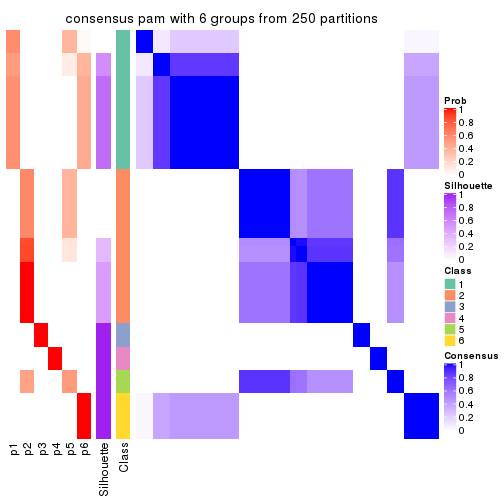 consensus pam with 6 groups from 250 partitions
Prob
1
0.8
0.6
0.4
0.2
0
Silhouette
1
0.8
0.6
0.4
0.2
0
Class
1
2
3
4
5
6
Consensus
1
0.8
0.6
0.4
0.2
0
p1
p2
p3
p4
p5
p6
Silhouette
Class